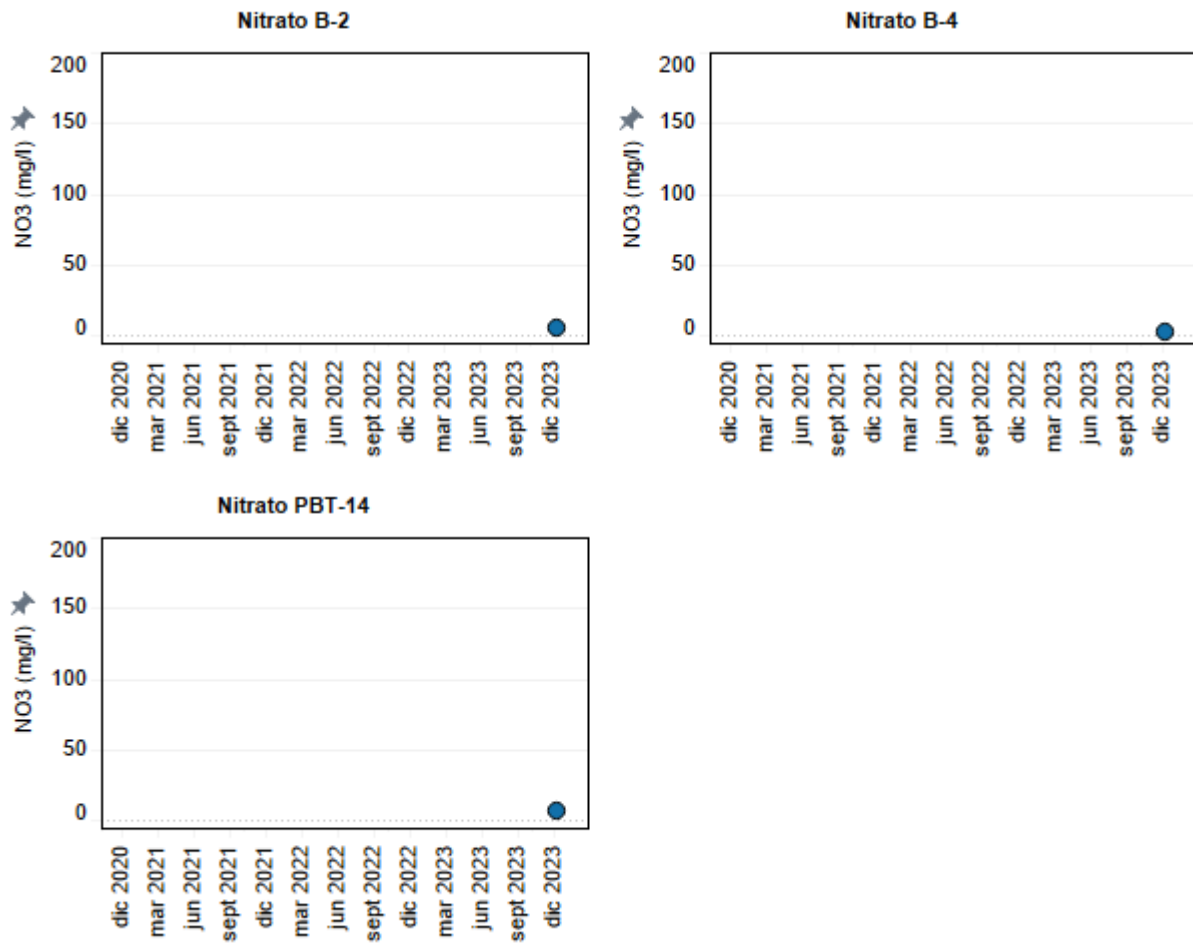 Nitrato B-2
NO3 (mg/l)
200
150
100
50
0
dic 2020
mar 2021
jun 2021
sept 2021
dic 2021
mar 2022
jun 2022
sept 2022
dic 2022
mar 2023
jun 2023
sept 2023
dic 2023
Nitrato B-4
NO3 (mg/l)
200
150
100
50
0
dic 2020
mar 2021
jun 2021
sept 2021
dic 2021
mar 2022
jun 2022
sept 2022
dic 2022
mar 2023
jun 2023
sept 2023
dic 2023
Nitrato PBT-14
NO3 (mg/l)
200
150
100
50
0
dic 2020
mar 2021
jun 2021
sept 2021
dic 2021
mar 2022
jun 2022
sept 2022
dic 2022
mar 2023
jun 2023
sept 2023
dic 2023